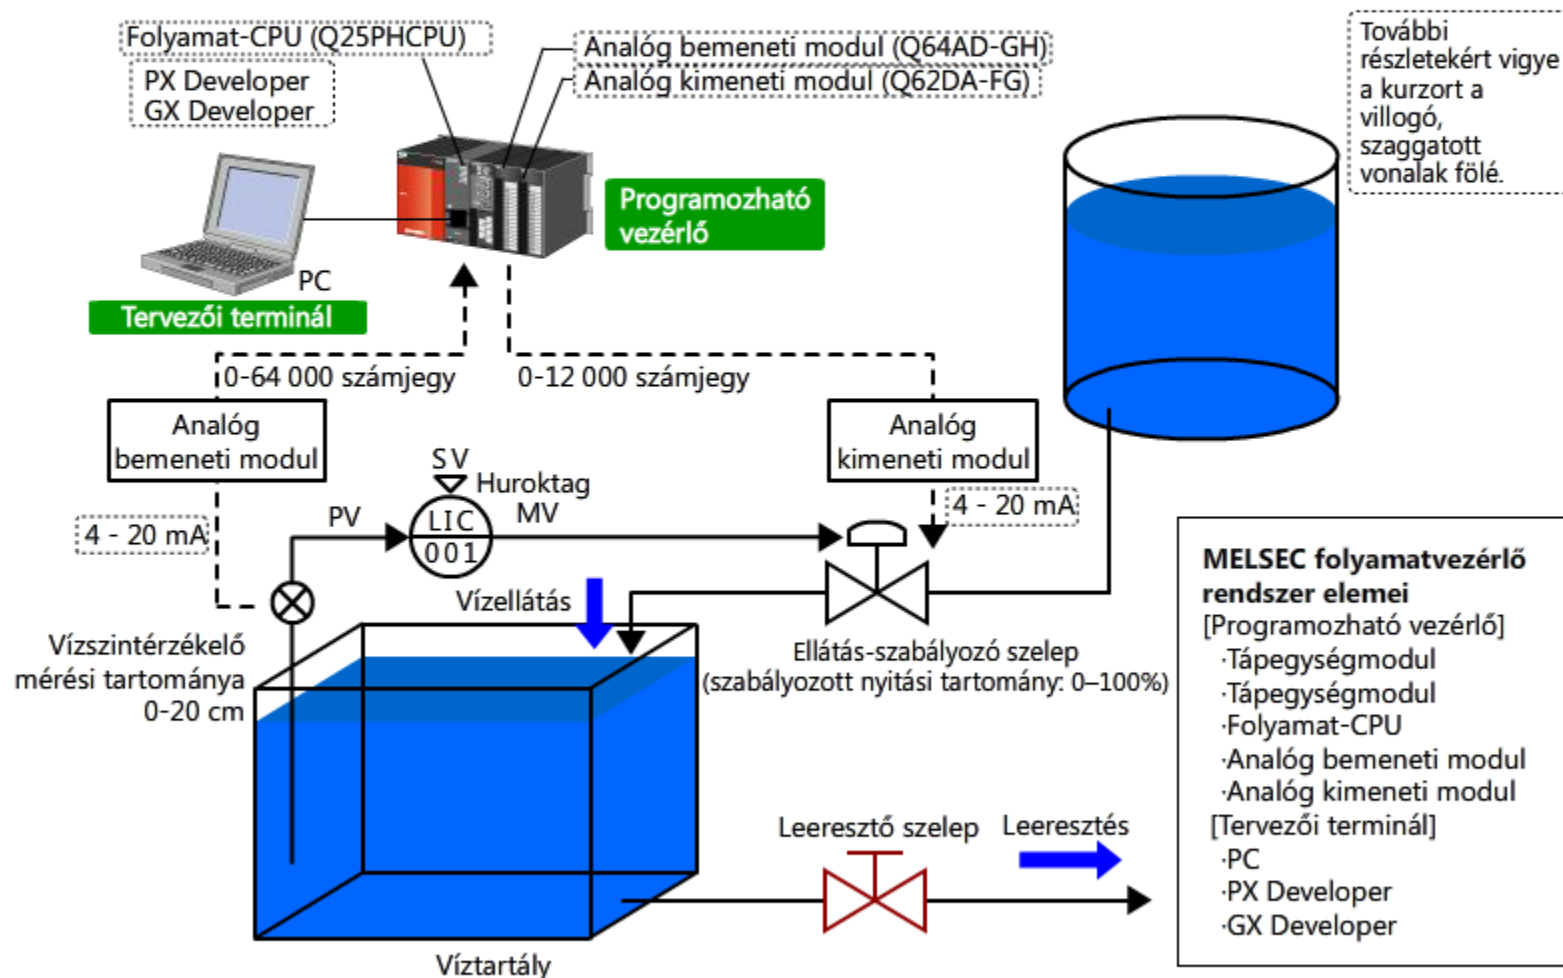 Folyamat-CPU (Q25PHCPU)
PX Developer
GX Developer
Analóg bemeneti modul (Q64AD-GH)
Analóg kimeneti modul (Q62DA-FG)
További
részletekért vigye
a kurzort a
villogó,
szaggatott
vonalak fölé.
Programozható
vezérlő
PC
Tervezői terminál
0-64 000 számjegy
0-12 000 számjegy
Analóg
bemeneti modul
Analóg
kimeneti modul
SV
Huroktag
PV
MV
LIC
001
4 - 20 mA
4 - 20 mA
Vízellátás
Vízszintérzékelő
mérési tartománya
0-20 cm
Ellátás-szabályozó szelep
(szabályozott nyitási tartomány: 0–100%)
Leeresztő szelep
Leeresztés
Víztartály
MELSEC folyamatvezérlő
rendszer elemei
[Programozható vezérlő]
·Tápegységmodul
·Tápegységmodul
·Folyamat-CPU
·Analóg bemeneti modul
·Analóg kimeneti modul
[Tervezői terminál]
·PC
·PX Developer
·GX Developer